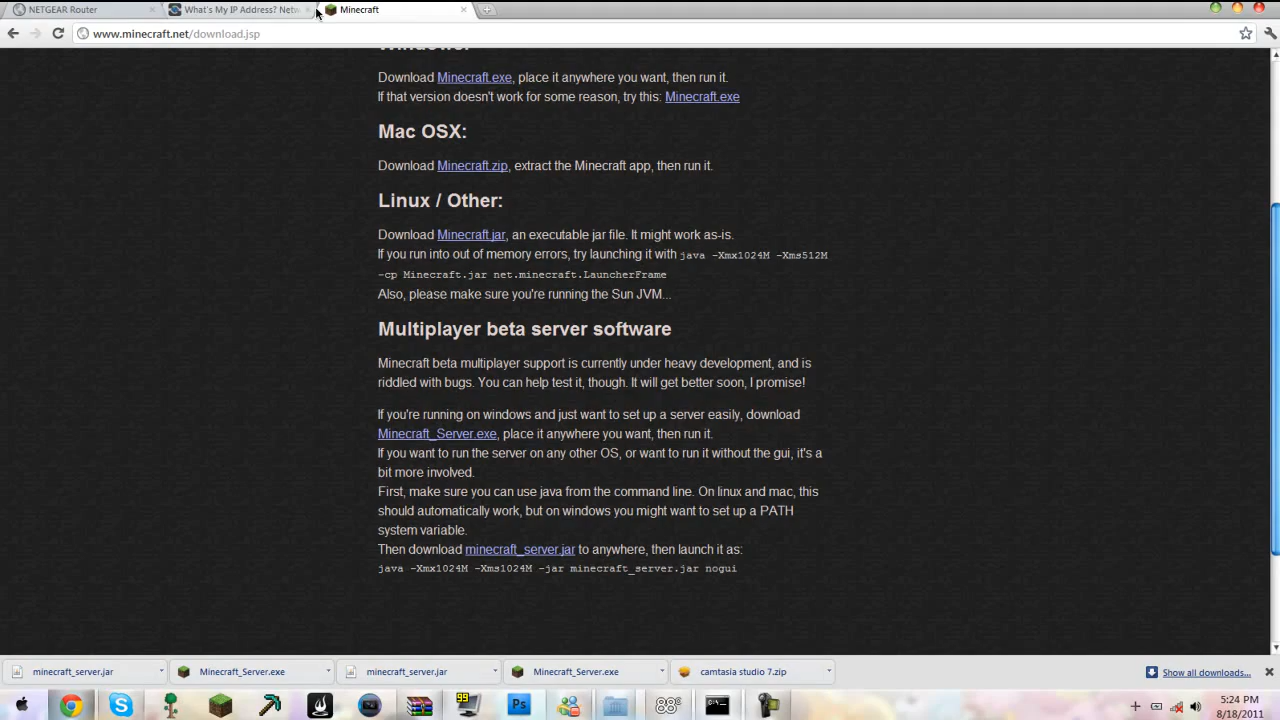 NETGEAR Router
What's My IP Address? Netw
Minecraft
www.minecraft.net/download.jsp
Download Minecraft.exe, place it anywhere you want, then run it.
If that version doesn't work for some reason, try this: Minecraft.exe
Mac OSX:
Download Minecraft.zip, extract the Minecraft app, then run it.
Linux / Other:
Download Minecraft.jar, an executable jar file. It might work as-is.
If you run into out of memory errors, try launching it with java -Xmx1024M -Xms512M
-cp Minecraft.jar net.minecraft.LauncherFrame
Also, please make sure you're running the Sun JVM...
Multiplayer beta server software
Minecraft beta multiplayer support is currently under heavy development, and is
riddled with bugs. You can help test it, though. It will get better soon, I promise!
If you're running on windows and just want to set up a server easily, download
Minecraft_Server.exe, place it anywhere you want, then run it.
If you want to run the server on any other OS, or want to run it without the gui, it's a
bit more involved.
First, make sure you can use java from the command line. On linux and mac, this
should automatically work, but on windows you might want to set up a PATH
system variable.
Then download minecraft_server.jar to anywhere, then launch it as:
java -Xmx1024M -Xms1024M -jar minecraft_server.jar nogui
minecraft_server.jar
Minecraft_Server.exe
minecraft_server.jar
Minecraft_Server.exe
camtasia studio 7.zip
Show all downloads...
99
Ps
88°
5:24 PM
8/18/2011